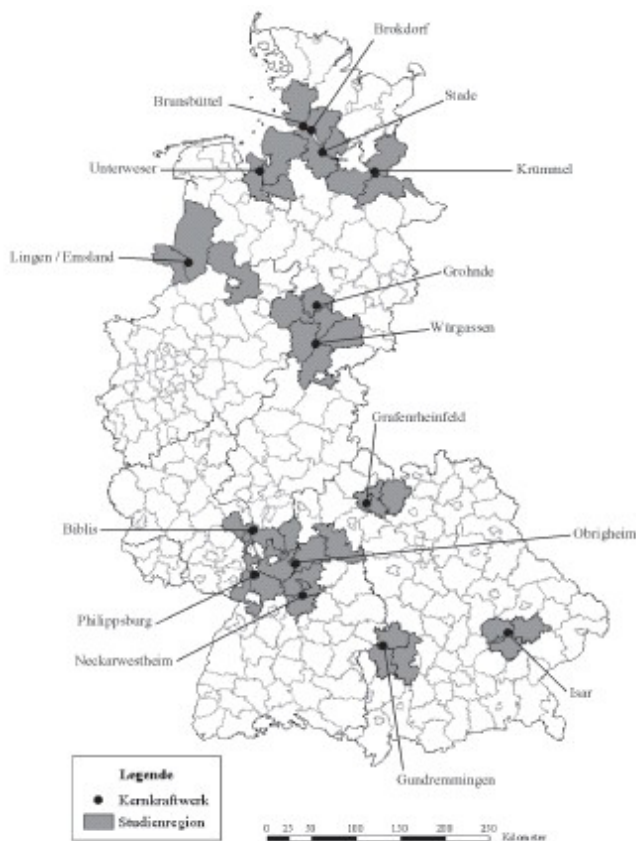 Brokdorf
Brunsbüttel
Stade
Unterweser
Krümmel
Lingen / Emsland
Grohnde
Würgassen
Grafenrheinfeld
Biblis
Obrigheim
Philippsburg
Neckarwestheim
Isar
Gundremmingen
Legende
Kernkraftwerk
Studienregion
0 25 50 100 150 200 250
Kilometer